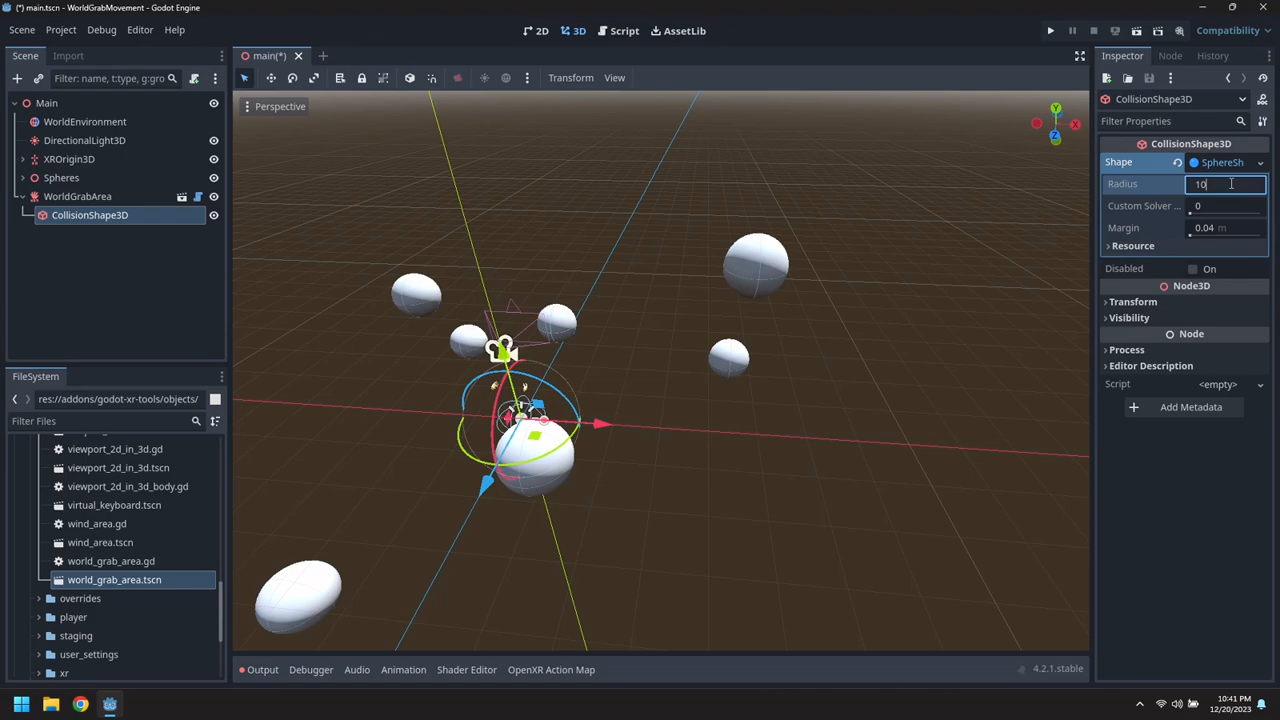 (*) main.tscn - WorldGrabMovement - Godot Engine
Scene Project Debug Editor Help
2D 3D Script AssetLib
Compatibility
Scene Import
main(*)
Inspector Node History
Filter: name, t:type, g:gro
Transform View
Main
WorldEnvironment
DirectionalLight3D
XROrigin3D
Spheres
WorldGrabArea
CollisionShape3D
Perspective
Y
X
Z
CollisionShape3D
Filter Properties
CollisionShape3D
Shape SphereSh
Radius 10
Custom Solver ... 0
Margin 0.04 m
Resource
Disabled On
Node3D
Transform
Visibility
Node
Process
Editor Description
Script <empty>
Add Metadata
FileSystem
res://addons/godot-xr-tools/objects/
Filter Files
viewport_2d_in_3d.gd
viewport_2d_in_3d.tscn
viewport_2d_in_3d_body.gd
virtual_keyboard.tscn
wind_area.gd
wind_area.tscn
world_grab_area.gd
world_grab_area.tscn
overrides
player
staging
user_settings
xr
Output Debugger Audio Animation Shader Editor OpenXR Action Map
4.2.1.stable
10:41 PM
12/20/2023